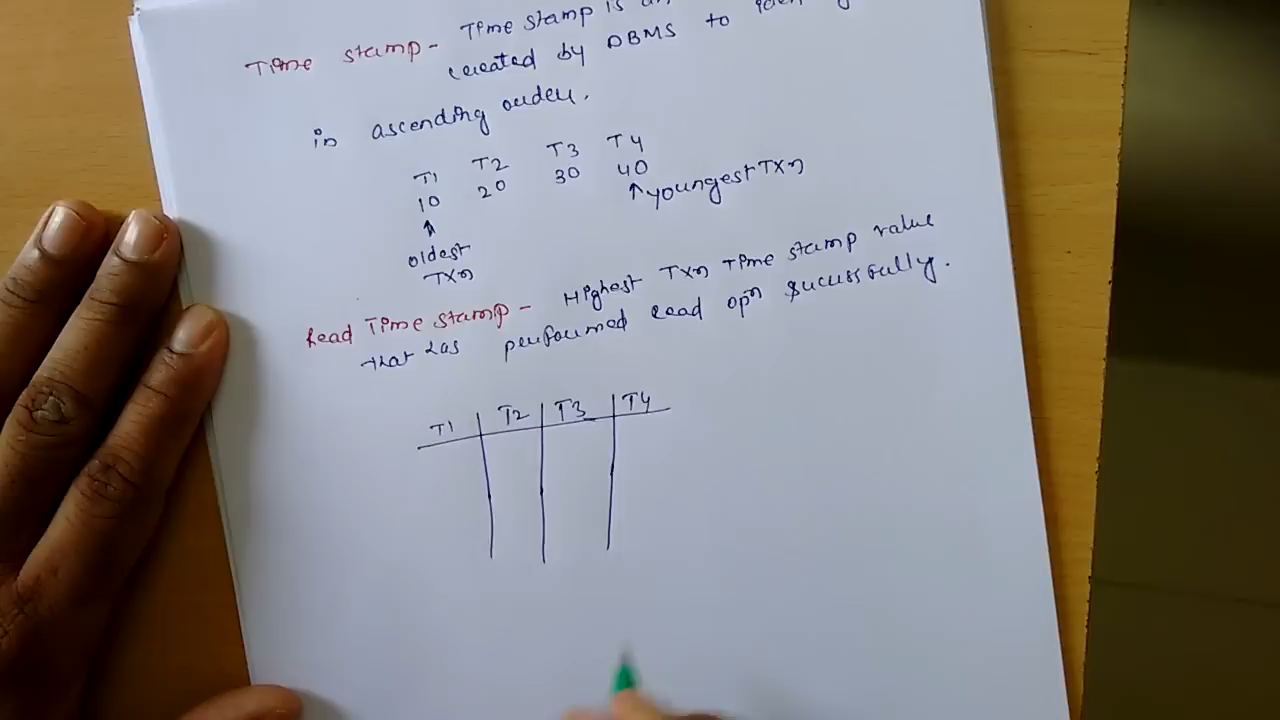 Time stamp - Time stamp is
created by DBMS to
in ascending order.
T1 T2 T3 T4
10 20 30 40
↑ ↑ youngest Txn
oldest
Txn
Read Time stamp - Highest Txn Time stamp value
that has performed read opn successfully.
T1 T2 T3 T4